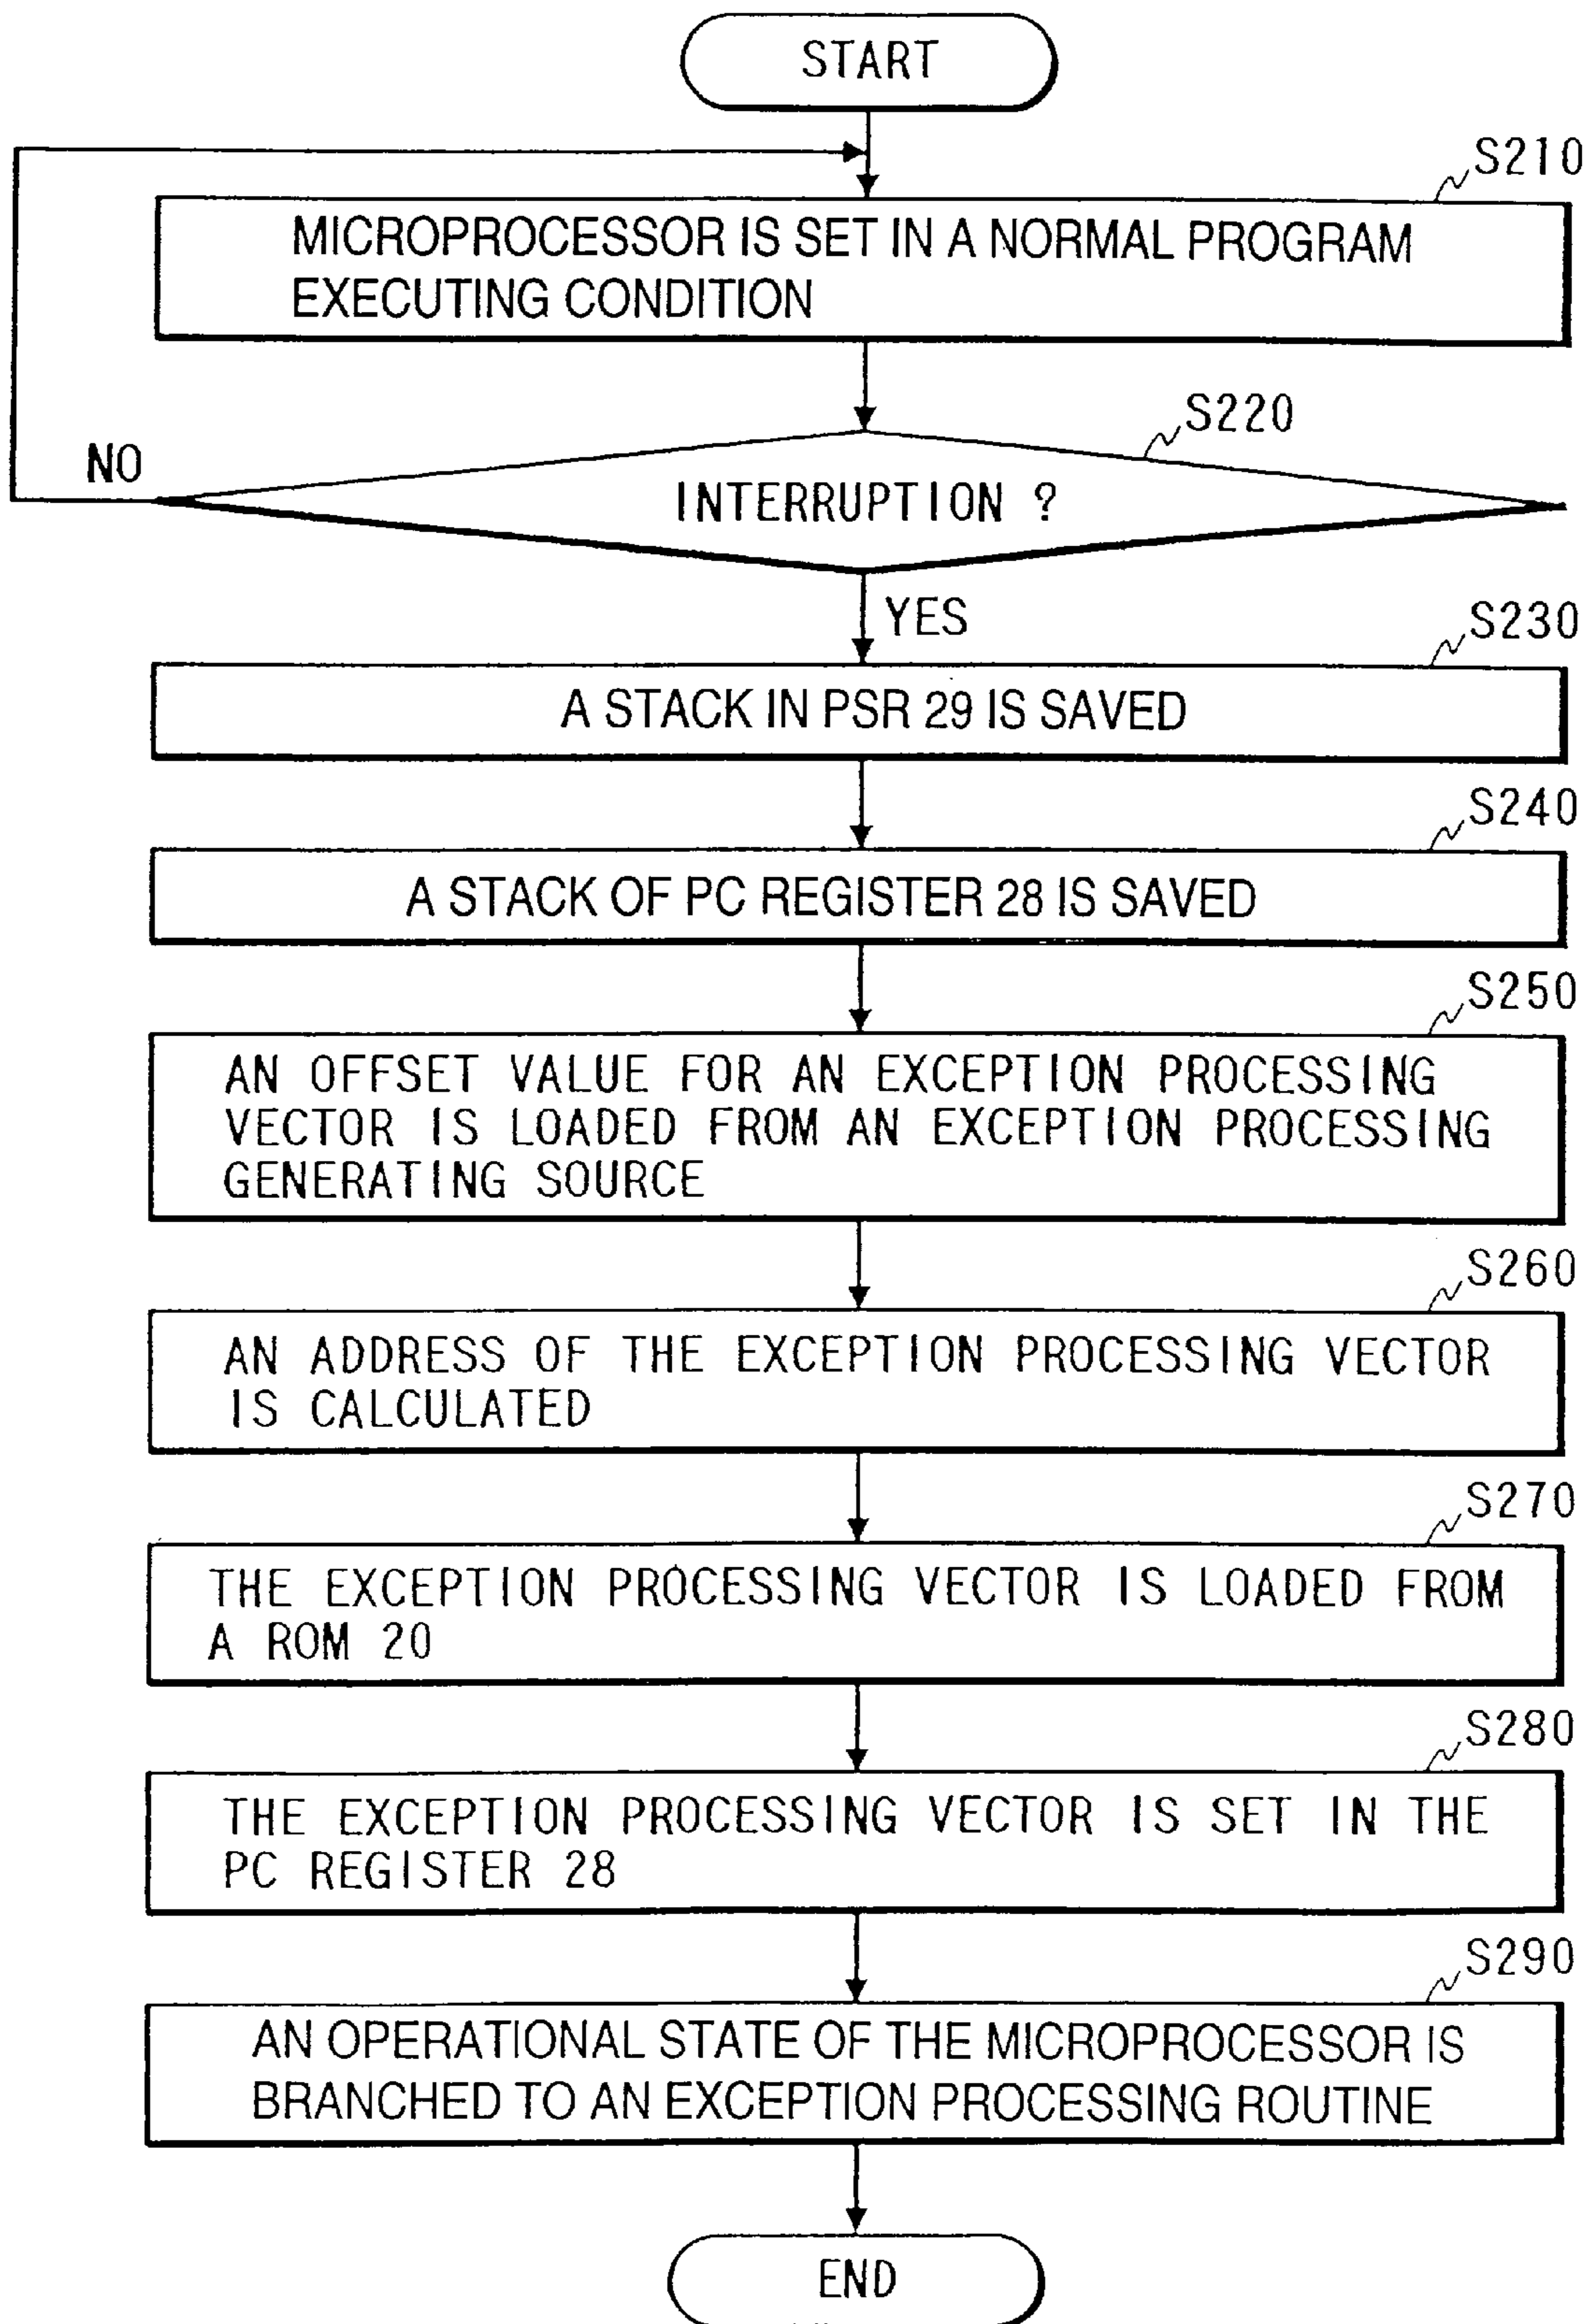 START
S210
MICROPROCESSOR IS SET IN A NORMAL PROGRAM
EXECUTING CONDITION
S220
NO
INTERRUPTION ?
YES
S230
A STACK IN PSR 29 IS SAVED
S240
A STACK OF PC REGISTER 28 IS SAVED
S250
AN OFFSET VALUE FOR AN EXCEPTION PROCESSING
VECTOR IS LOADED FROM AN EXCEPTION PROCESSING
GENERATING SOURCE
S260
AN ADDRESS OF THE EXCEPTION PROCESSING VECTOR
IS CALCULATED
S270
THE EXCEPTION PROCESSING VECTOR IS LOADED FROM
A ROM 20
S280
THE EXCEPTION PROCESSING VECTOR IS SET IN THE
PC REGISTER 28
S290
AN OPERATIONAL STATE OF THE MICROPROCESSOR IS
BRANCHED TO AN EXCEPTION PROCESSING ROUTINE
END